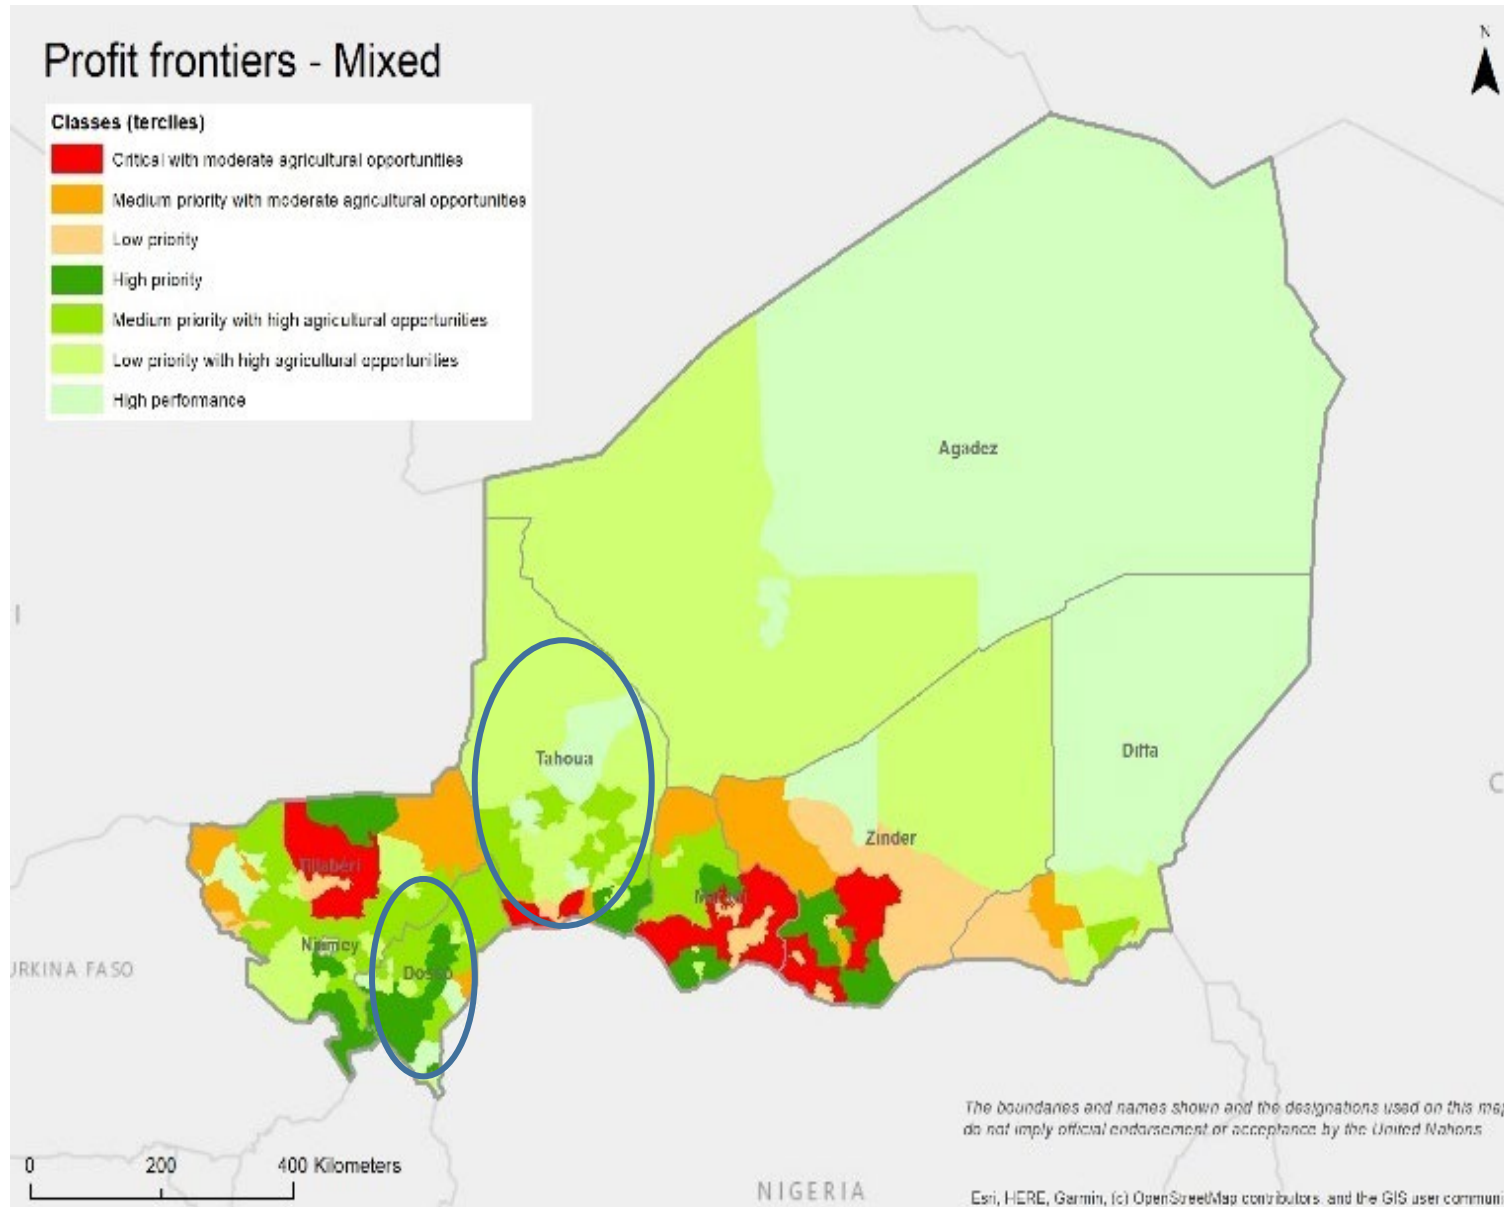 Profit frontiers - Mixed
N
Classes (terciles)
Critical with moderate agricultural opportunities
Medium priority with moderate agricultural opportunities
Low priority
High priority
Medium priority with high agricultural opportunities
Low priority with high agricultural opportunities
High performance
Agadez
Tahoua
Diffa
Zinder
Tillabéri
Niamey
Dosso
C
URKINA FASO
NIGERIA
The boundaries and names shown and the designations used on this map
do not imply official endorsement or acceptance by the United Nations
0 200 400 Kilometers
Esri, HERE, Garmin, (c) OpenStreetMap contributors, and the GIS user communi